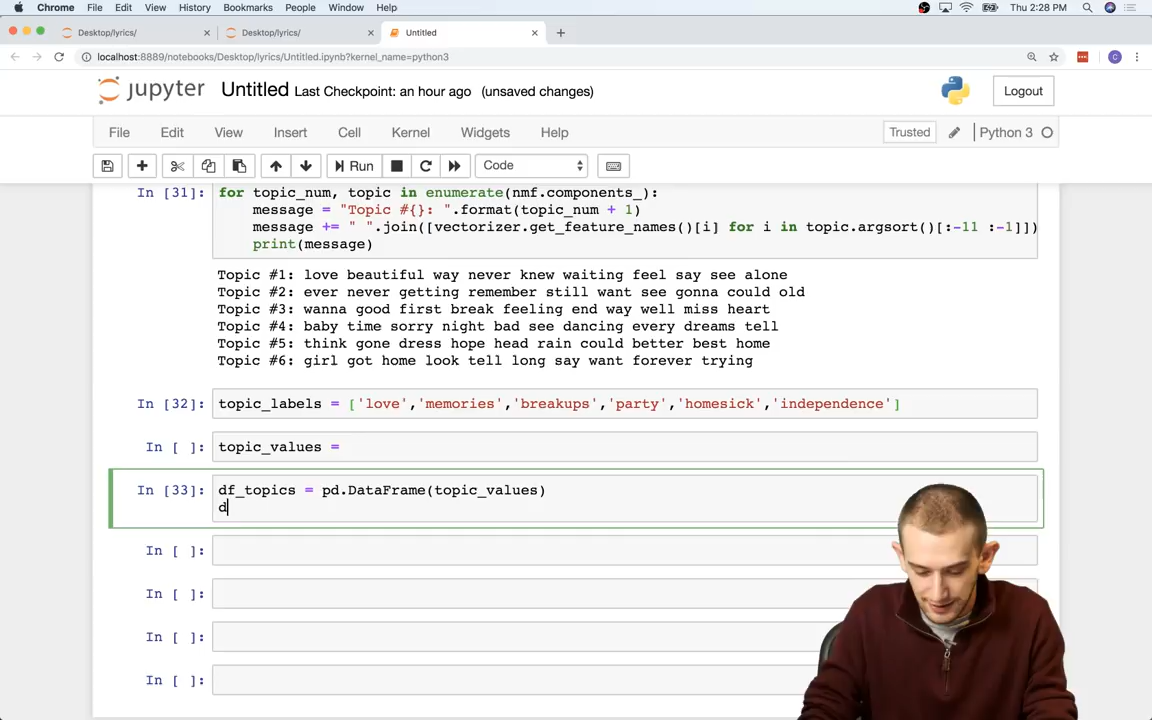 Chrome File Edit View History Bookmarks People Window Help Thu 2:28 PM
Desktop/lyrics/ Desktop/lyrics/ Untitled
localhost:8889/notebooks/Desktop/lyrics/Untitled.ipynb?kernel_name=python3 C
jupyter Untitled Last Checkpoint: an hour ago (unsaved changes) Logout
File Edit View Insert Cell Kernel Widgets Help Trusted Python 3
Run Code
In [31]: for topic_num, topic in enumerate(nmf.components_):
message = "Topic #{}: ".format(topic_num + 1)
message += " ".join([vectorizer.get_feature_names()[i] for i in topic.argsort()[:-11 :-1]])
print(message)
Topic #1: love beautiful way never knew waiting feel say see alone
Topic #2: ever never getting remember still want see gonna could old
Topic #3: wanna good first break feeling end way well miss heart
Topic #4: baby time sorry night bad see dancing every dreams tell
Topic #5: think gone dress hope head rain could better best home
Topic #6: girl got home look tell long say want forever trying
In [32]: topic_labels = ['love','memories','breakups','party','homesick','independence']
In [ ]: topic_values =
In [33]: df_topics = pd.DataFrame(topic_values)
d
In [ ]:
In [ ]:
In [ ]:
In [ ]: